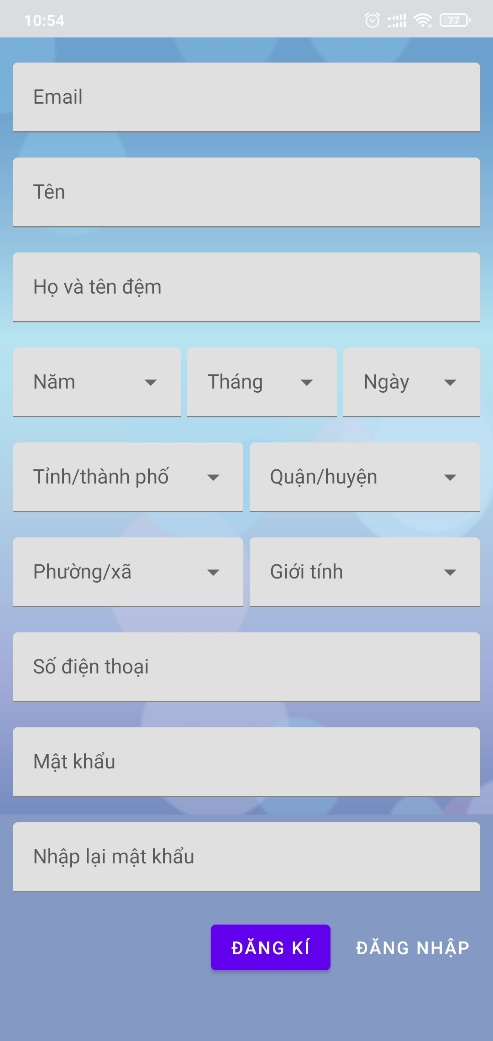 10:54
77
Email
Tên
Họ và tên đệm
Năm Tháng Ngày
Tỉnh/thành phố Quận/huyện
Phường/xã Giới tính
Số điện thoại
Mật khẩu
Nhập lại mật khẩu
ĐĂNG KÍ ĐĂNG NHẬP